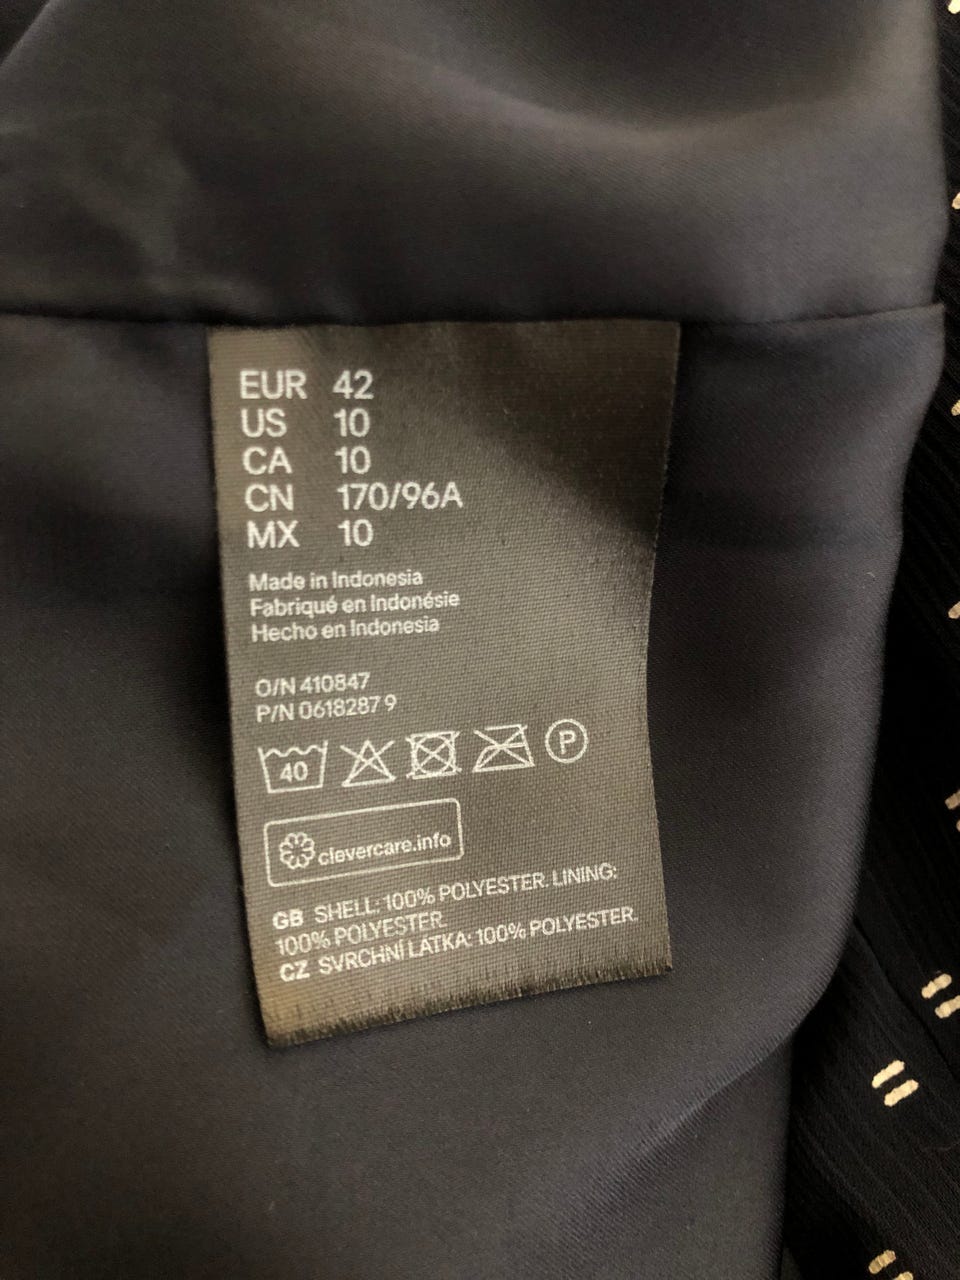 EUR 42
US 10
CA 10
CN 170/96A
MX 10
Made in Indonesia
Fabriqué en Indonésie
Hecho en Indonesia
O/N 410847
P/N 0618287 9
40 P
clevercare.info
GB SHELL: 100% POLYESTER. LINING:
100% POLYESTER.
CZ SVRCHNÍ LATKA: 100% POLYESTER.